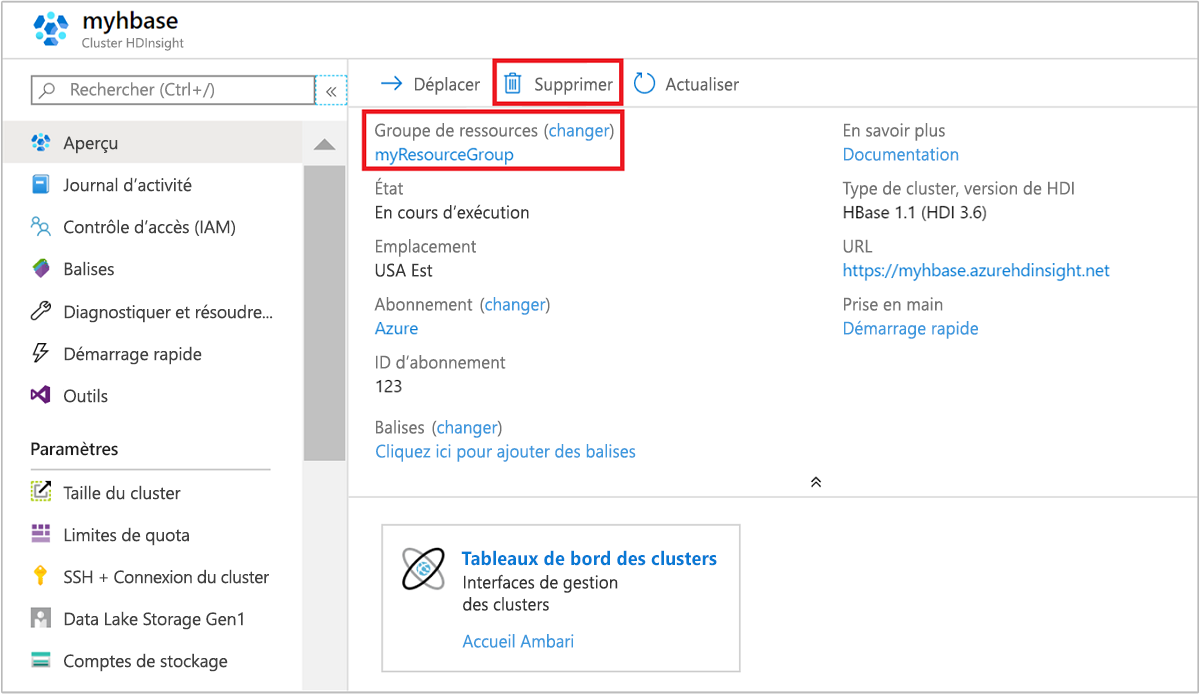 myhbase
Cluster HDInsight
Rechercher (Ctrl+/)
«
Aperçu
Journal d’activité
Contrôle d’accès (IAM)
Balises
Diagnostiquer et résoudre...
Démarrage rapide
Outils
Paramètres
Taille du cluster
Limites de quota
SSH + Connexion du cluster
Data Lake Storage Gen1
Comptes de stockage
Déplacer
Supprimer
Actualiser
Groupe de ressources (changer)
myResourceGroup
État
En cours d’exécution
Emplacement
USA Est
Abonnement (changer)
Azure
ID d’abonnement
123
Balises (changer)
Cliquez ici pour ajouter des balises
En savoir plus
Documentation
Type de cluster, version de HDI
HBase 1.1 (HDI 3.6)
URL
https://myhbase.azurehdinsight.net
Prise en main
Démarrage rapide
Tableaux de bord des clusters
Interfaces de gestion
des clusters
Accueil Ambari